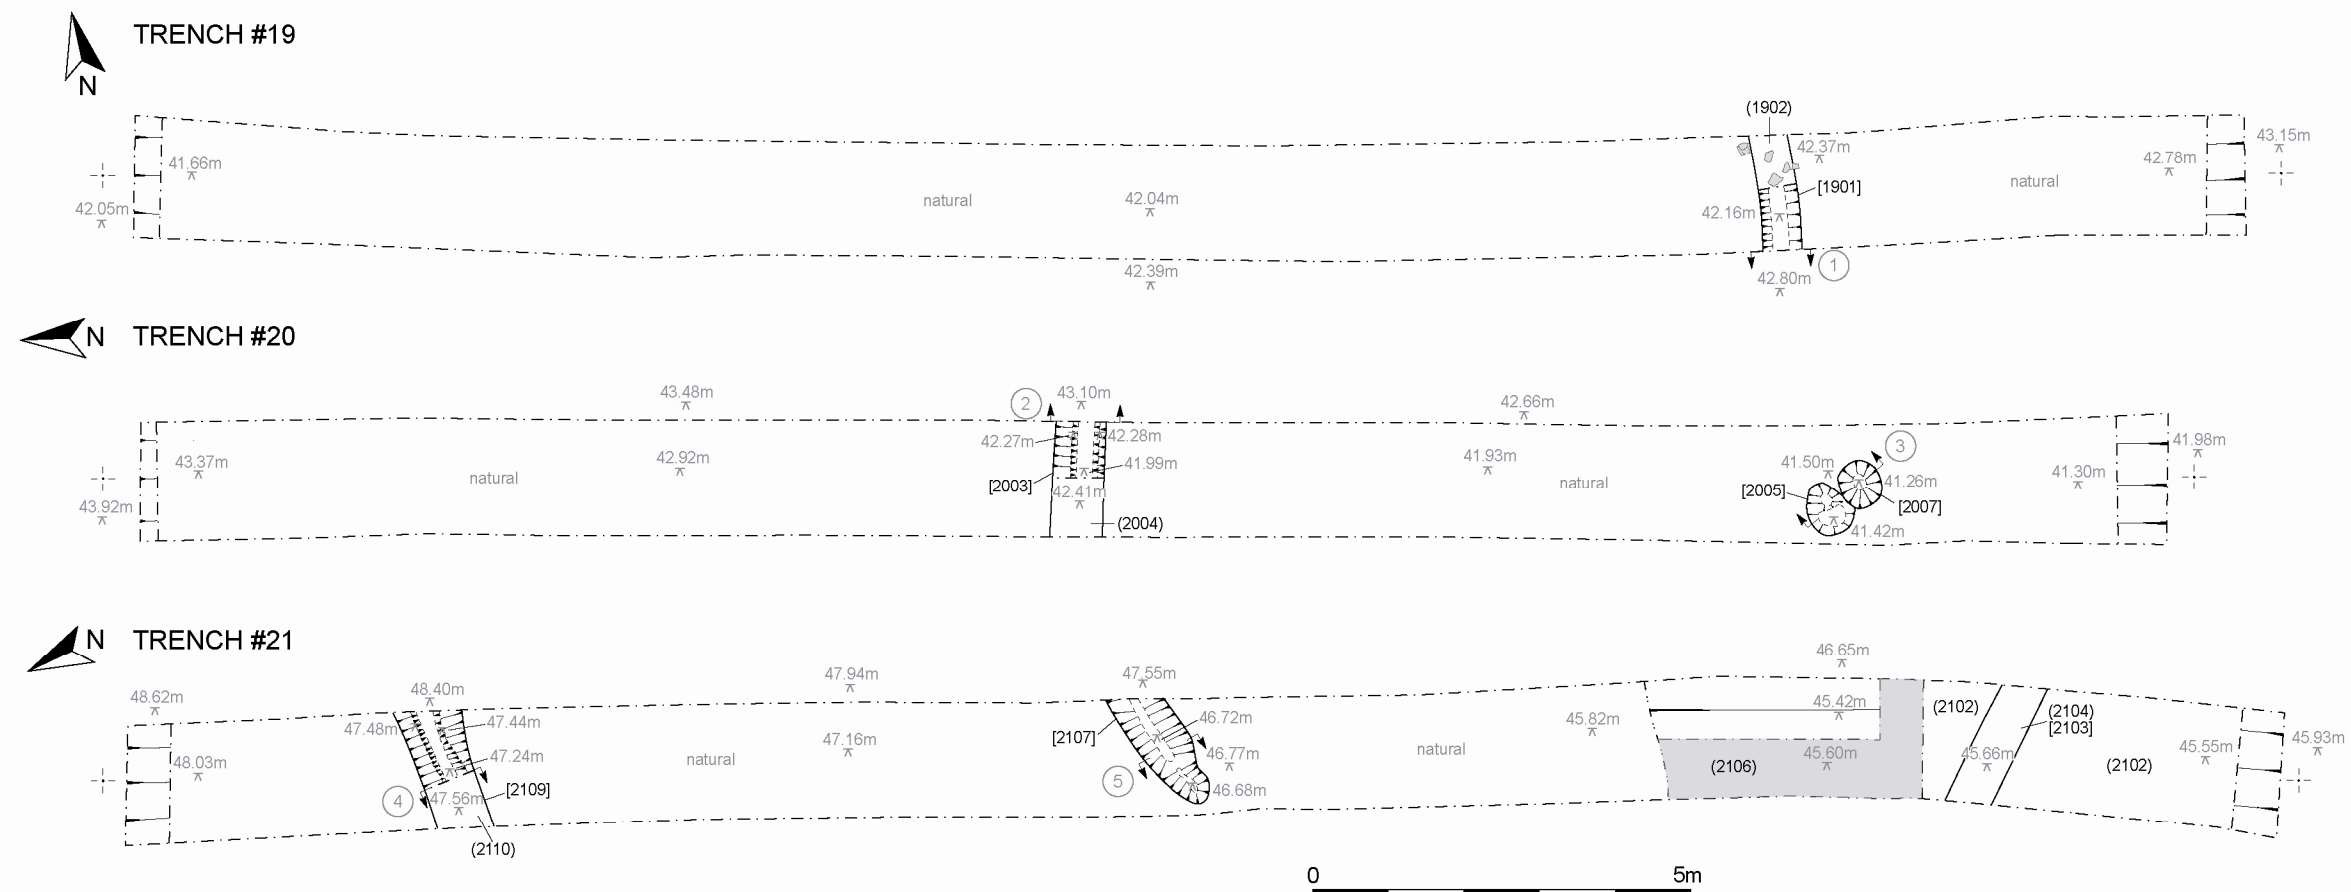 TRENCH #19
N
(1902)
41.66m
42.37m
43.15m
42.78m
[1901]
natural
42.04m
natural
42.05m
42.16m
42.39m
1
42.80m
N
TRENCH #20
43.48m
2
43.10m
42.66m
42.27m
42.28m
3
41.98m
43.37m
42.92m
41.99m
41.93m
41.50m
41.30m
natural
[2003]
42.41m
natural
[2005]
41.26m
43.92m
(2004)
[2007]
41.42m
N
TRENCH #21
46.65m
48.62m
48.40m
47.94m
47.55m
47.48m
47.44m
46.72m
45.82m
45.42m
(2102)
(2104)
[2103]
[2107]
47.16m
45.93m
48.03m
47.24m
natural
46.77m
natural
(2106)
45.60m
45.66m
(2102)
45.55m
4
47.56m
[2109]
5
46.68m
(2110)
0
5m